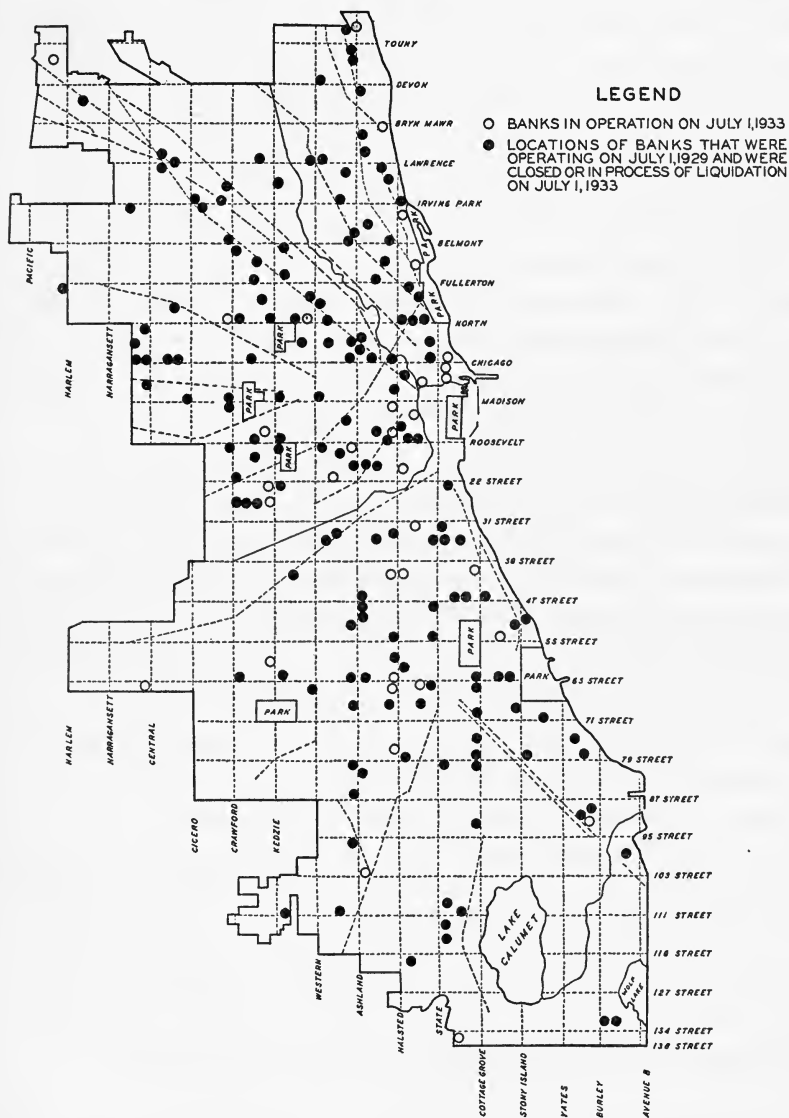 LEGEND
BANKS IN OPERATION ON JULY 1, 1933
LOCATIONS OF BANKS THAT WERE
OPERATING ON JULY 1, 1929 AND WERE
CLOSED OR IN PROCESS OF LIQUIDATION
ON JULY 1, 1933
TOUHY
DEVON
BRYN MAWR
LAWRENCE
IRVING PARK
PARK
BELMONT
PACIFIC
FULLERTON
PARK
NORTH
PARK
CHICAGO
HARLEM
NARRAGANSETT
MADISON
PARK
PARK
ROOSEVELT
PARK
22 STREET
31 STREET
38 STREET
47 STREET
55 STREET
PARK
PARK
63 STREET
PARK
71 STREET
HARLEM
NARRAGANSETT
CENTRAL
79 STREET
87 STREET
CICERO
CRAWFORD
KEDZIE
95 STREET
103 STREET
111 STREET
LAKE
CALUMET
116 STREET
WESTERN
ASHLAND
HALSTED
STATE
127 STREET
WOLF
LAKE
134 STREET
138 STREET
COTTAGE GROVE
STONY ISLAND
YATES
BURLEY
AVENUE B